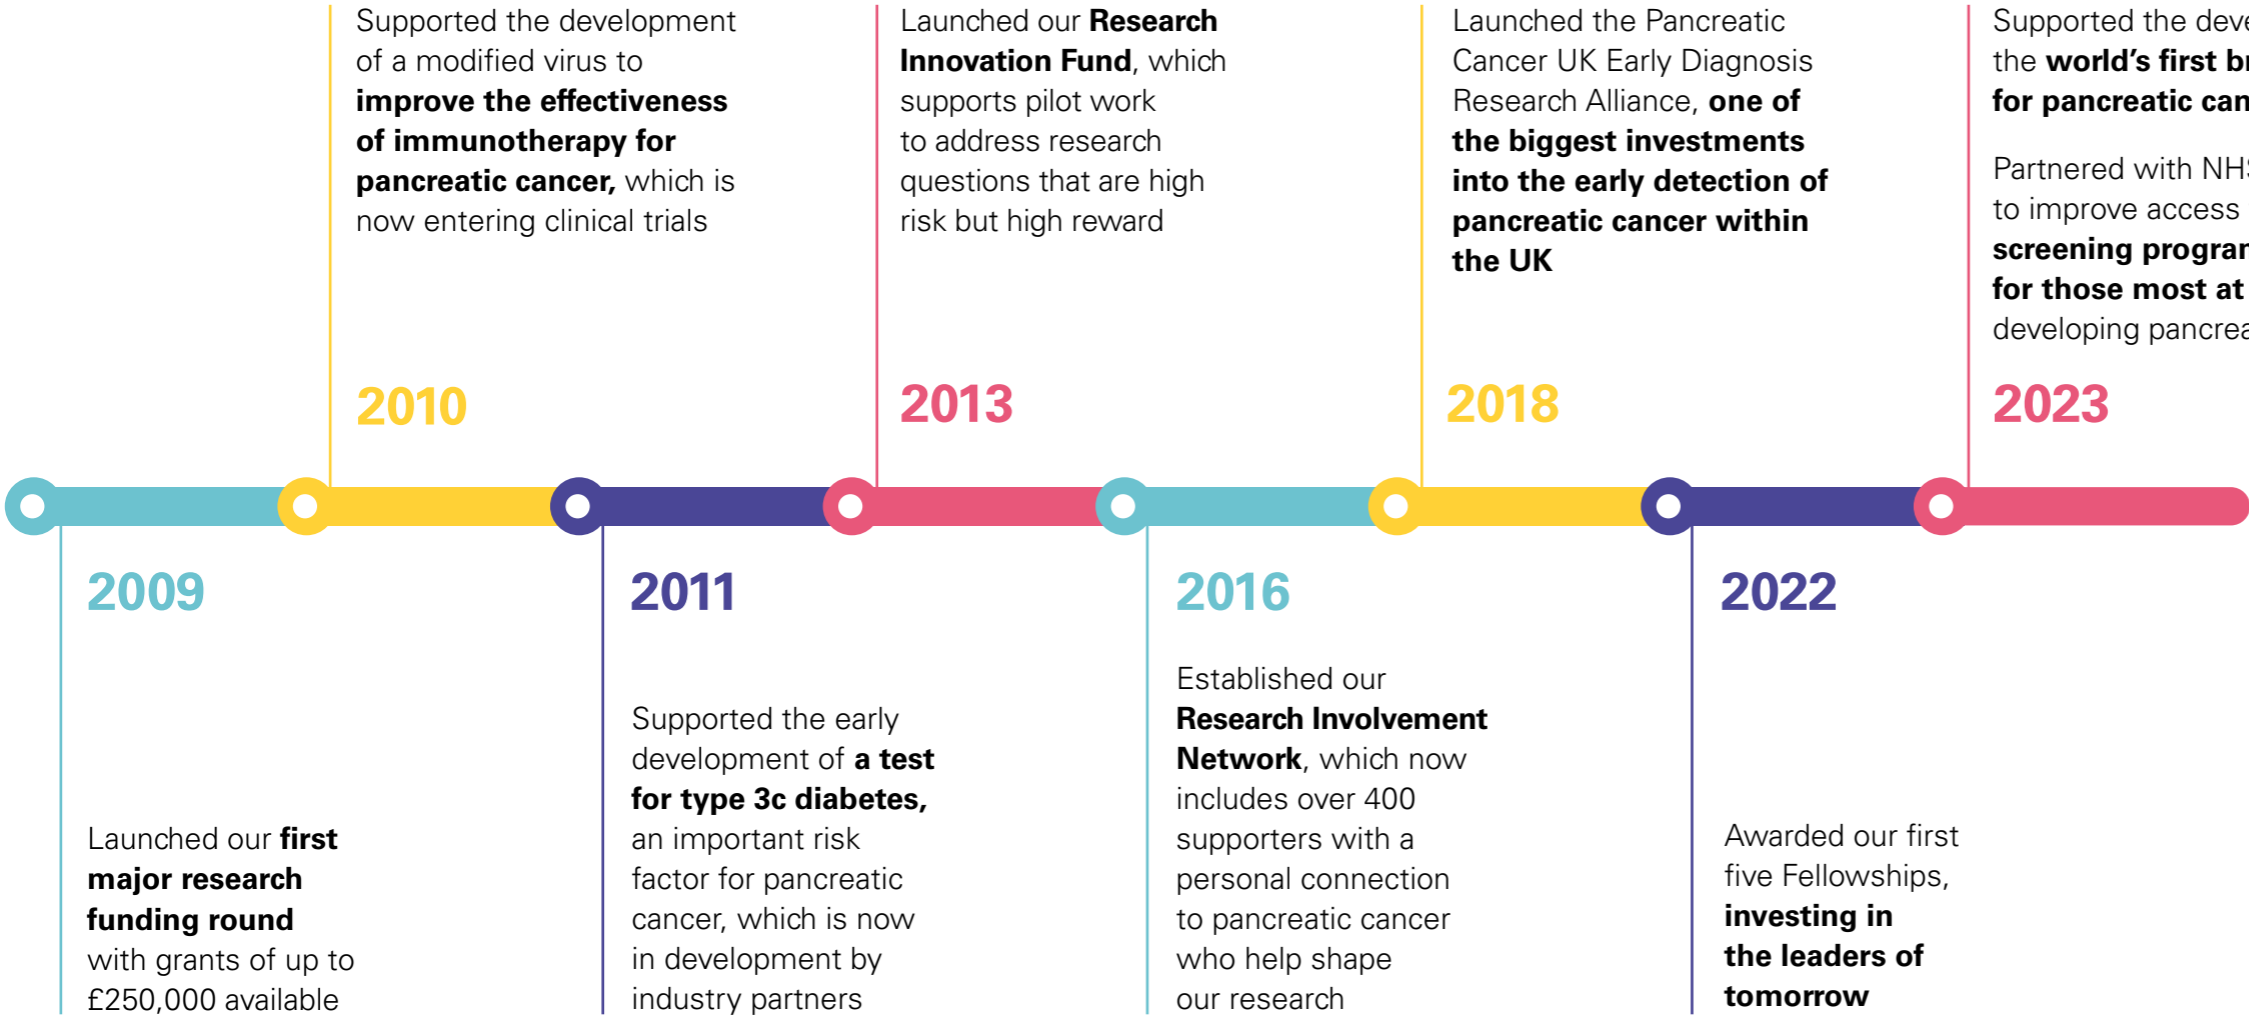 Supported the development
of a modified virus to
improve the effectiveness
of immunotherapy for
pancreatic cancer, which is
now entering clinical trials
2010
Launched our Research
Innovation Fund, which
supports pilot work
to address research
questions that are high
risk but high reward
2013
Launched the Pancreatic
Cancer UK Early Diagnosis
Research Alliance, one of
the biggest investments
into the early detection of
pancreatic cancer within
the UK
2018
Supported the
the world's first
for pancreatic
Partnered with
to improve access
screening
for those most at
developing
2023
2009
Launched our first
major research
funding round
with grants of up to
£250,000 available
2011
Supported the early
development of a test
for type 3c diabetes,
an important risk
factor for pancreatic
cancer, which is now
in development by
industry partners
2016
Established our
Research Involvement
Network, which now
includes over 400
supporters with a
personal connection
to pancreatic cancer
who help shape
our research
2022
Awarded our first
five Fellowships,
investing in
the leaders of
tomorrow